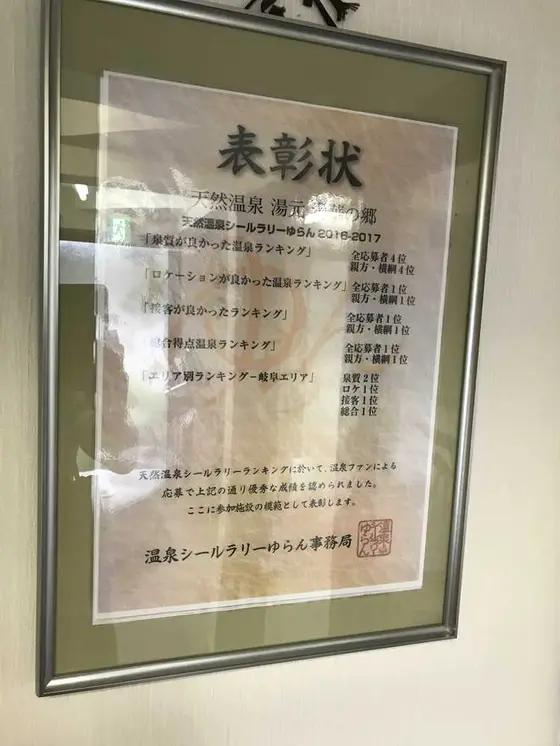 表彰状
天然温泉 湯元 の郷
天然温泉シールラリーゆらん 2016-2017
「泉質が良かった温泉ランキング」 全応募者4位
親方・横綱4位
「ロケーションが良かった温泉ランキング」 全応募者1位
親方・横綱1位
「接客が良かったランキング」 全応募者1位
親方・横綱1位
総合得点温泉ランキング」 全応募者1位
親方・横綱1位
「エリア別ランキング−岐阜エリア」 泉質2位
ロケ1位
接客1位
総合1位
天然温泉シールラリーランキングに於いて、温泉ファンによる
応募で上記の通り優秀な成績を認められました。
ここに参加施設の模範として表彰します。
温泉シールラリーゆらん事務局
ゆらん